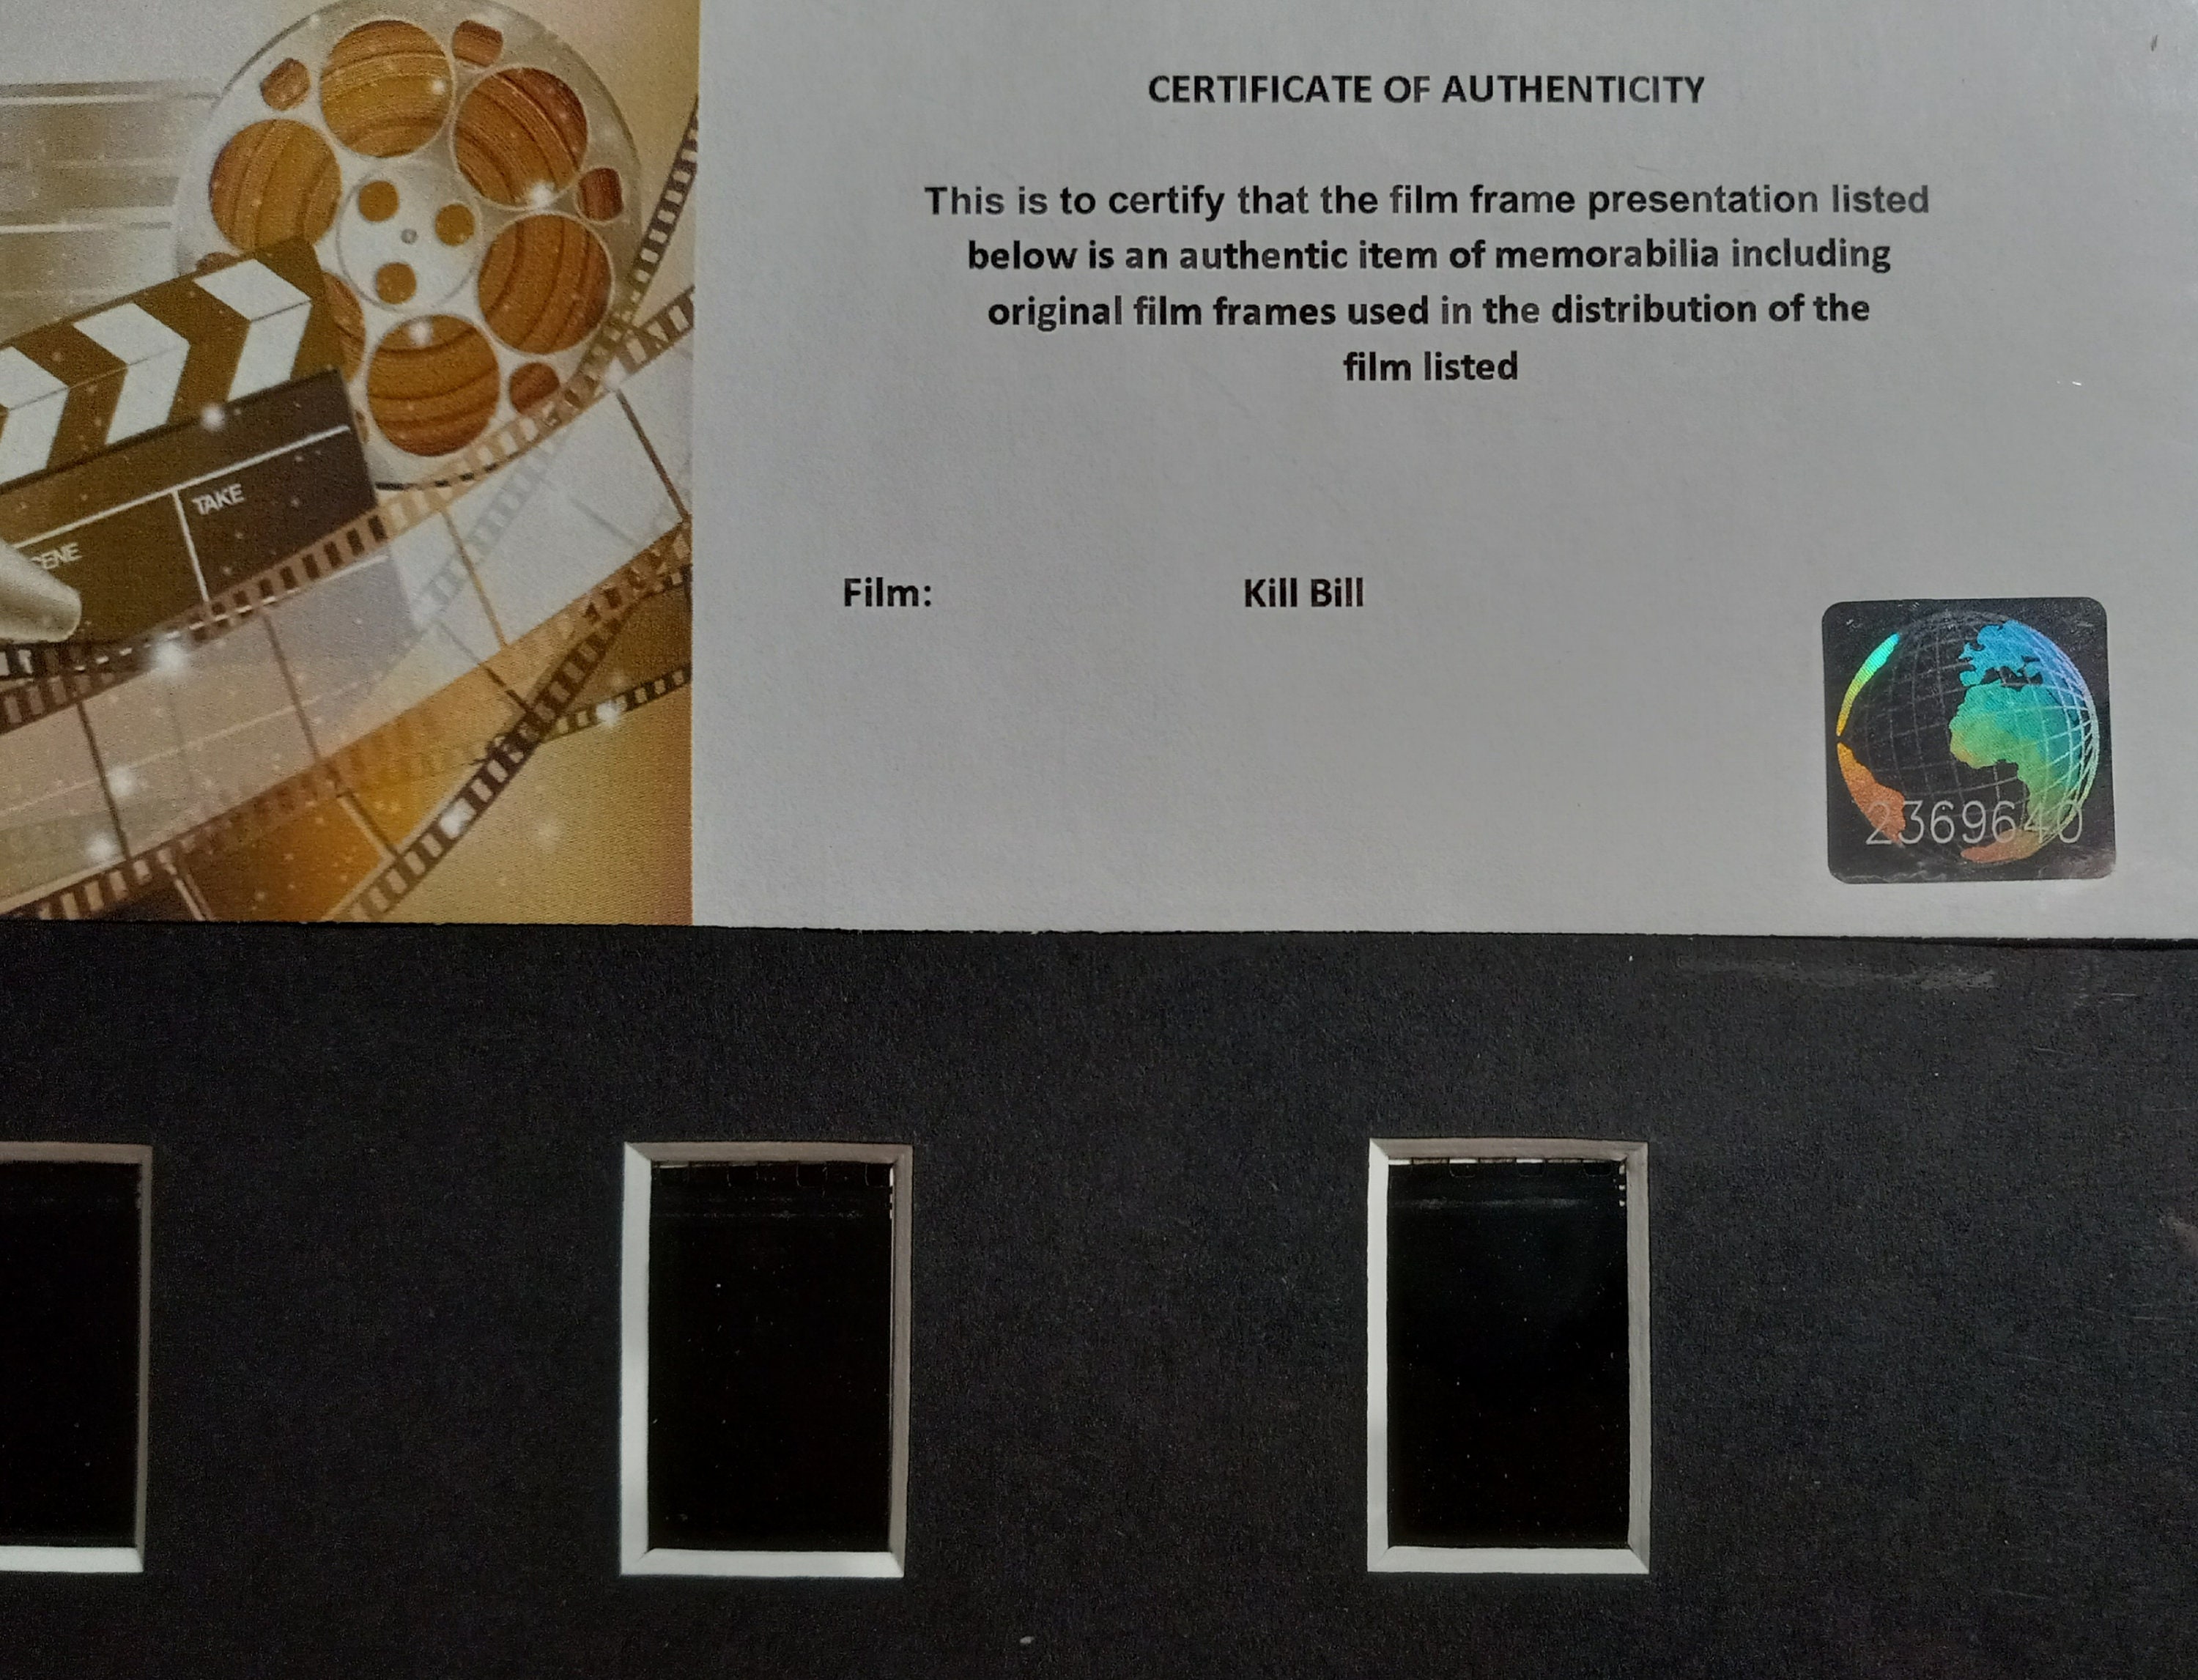 CERTIFICATE OF AUTHENTICITY
This is to certify that the film frame presentation listed
below is an authentic item of memorabilia including
original film frames used in the distribution of the
film listed
TAKE
Film: Kill Bill
2369640